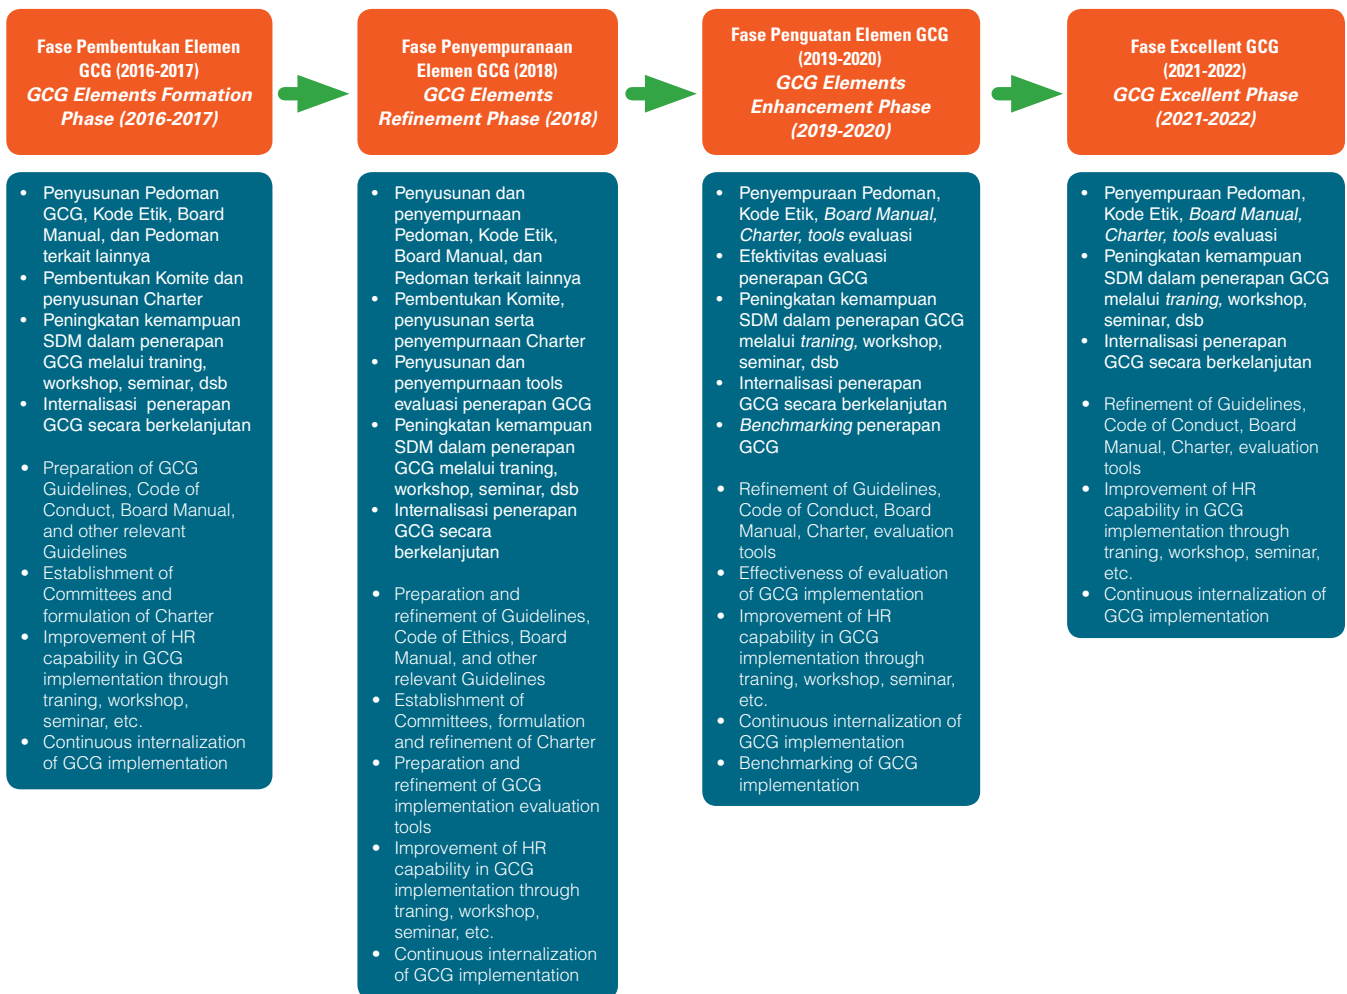 Fase Pembentukan Elemen
GCG (2016-2017)
GCG Elements Formation
Phase (2016-2017)
• Penyusunan Pedoman
GCG, Kode Etik, Board
Manual, dan Pedoman
terkait lainnya
• Pembentukan Komite dan
penyusunan Charter
• Peningkatan kemampuan
SDM dalam penerapan
GCG melalui traning,
workshop, seminar, dsb
• Internalisasi penerapan
GCG secara berkelanjutan
• Preparation of GCG
Guidelines, Code of
Conduct, Board Manual,
and other relevant
Guidelines
• Establishment of
Committees and
formulation of Charter
• Improvement of HR
capability in GCG
implementation through
traning, workshop,
seminar, etc.
• Continuous internalization
of GCG implementation
Fase Penyempuranaan
Elemen GCG (2018)
GCG Elements
Refinement Phase (2018)
• Penyusunan dan
penyempurnaan
Pedoman, Kode Etik,
Board Manual, dan
Pedoman terkait lainnya
• Pembentukan Komite,
penyusunan serta
penyempurnaan Charter
• Penyusunan dan
penyempurnaan tools
evaluasi penerapan GCG
• Peningkatan kemampuan
SDM dalam penerapan
GCG melalui traning,
workshop, seminar, dsb
• Internalisasi penerapan
GCG secara
berkelanjutan
• Preparation and
refinement of Guidelines,
Code of Ethics, Board
Manual, and other
relevant Guidelines
• Establishment of
Committees, formulation
and refinement of Charter
• Preparation and
refinement of GCG
implementation evaluation
tools
• Improvement of HR
capability in GCG
implementation through
traning, workshop,
seminar, etc.
• Continuous internalization
of GCG implementation
Fase Penguatan Elemen GCG
(2019-2020)
GCG Elements
Enhancement Phase
(2019-2020)
• Penyempuraan Pedoman,
Kode Etik, Board Manual,
Charter, tools evaluasi
• Efektivitas evaluasi
penerapan GCG
• Peningkatan kemampuan
SDM dalam penerapan GCG
melalui traning, workshop,
seminar, dsb
• Internalisasi penerapan
GCG secara berkelanjutan
• Benchmarking penerapan
GCG
• Refinement of Guidelines,
Code of Conduct, Board
Manual, Charter, evaluation
tools
• Effectiveness of evaluation
of GCG implementation
• Improvement of HR
capability in GCG
implementation through
traning, workshop, seminar,
etc.
• Continuous internalization of
GCG implementation
• Benchmarking of GCG
implementation
Fase Excellent GCG
(2021-2022)
GCG Excellent Phase
(2021-2022)
• Penyempuraan Pedoman,
Kode Etik, Board Manual,
Charter, tools evaluasi
• Peningkatan kemampuan
SDM dalam penerapan GCG
melalui traning, workshop,
seminar, dsb
• Internalisasi penerapan
GCG secara berkelanjutan
• Refinement of Guidelines,
Code of Conduct, Board
Manual, Charter, evaluation
tools
• Improvement of HR
capability in GCG
implementation through
traning, workshop, seminar,
etc.
• Continuous internalization of
GCG implementation